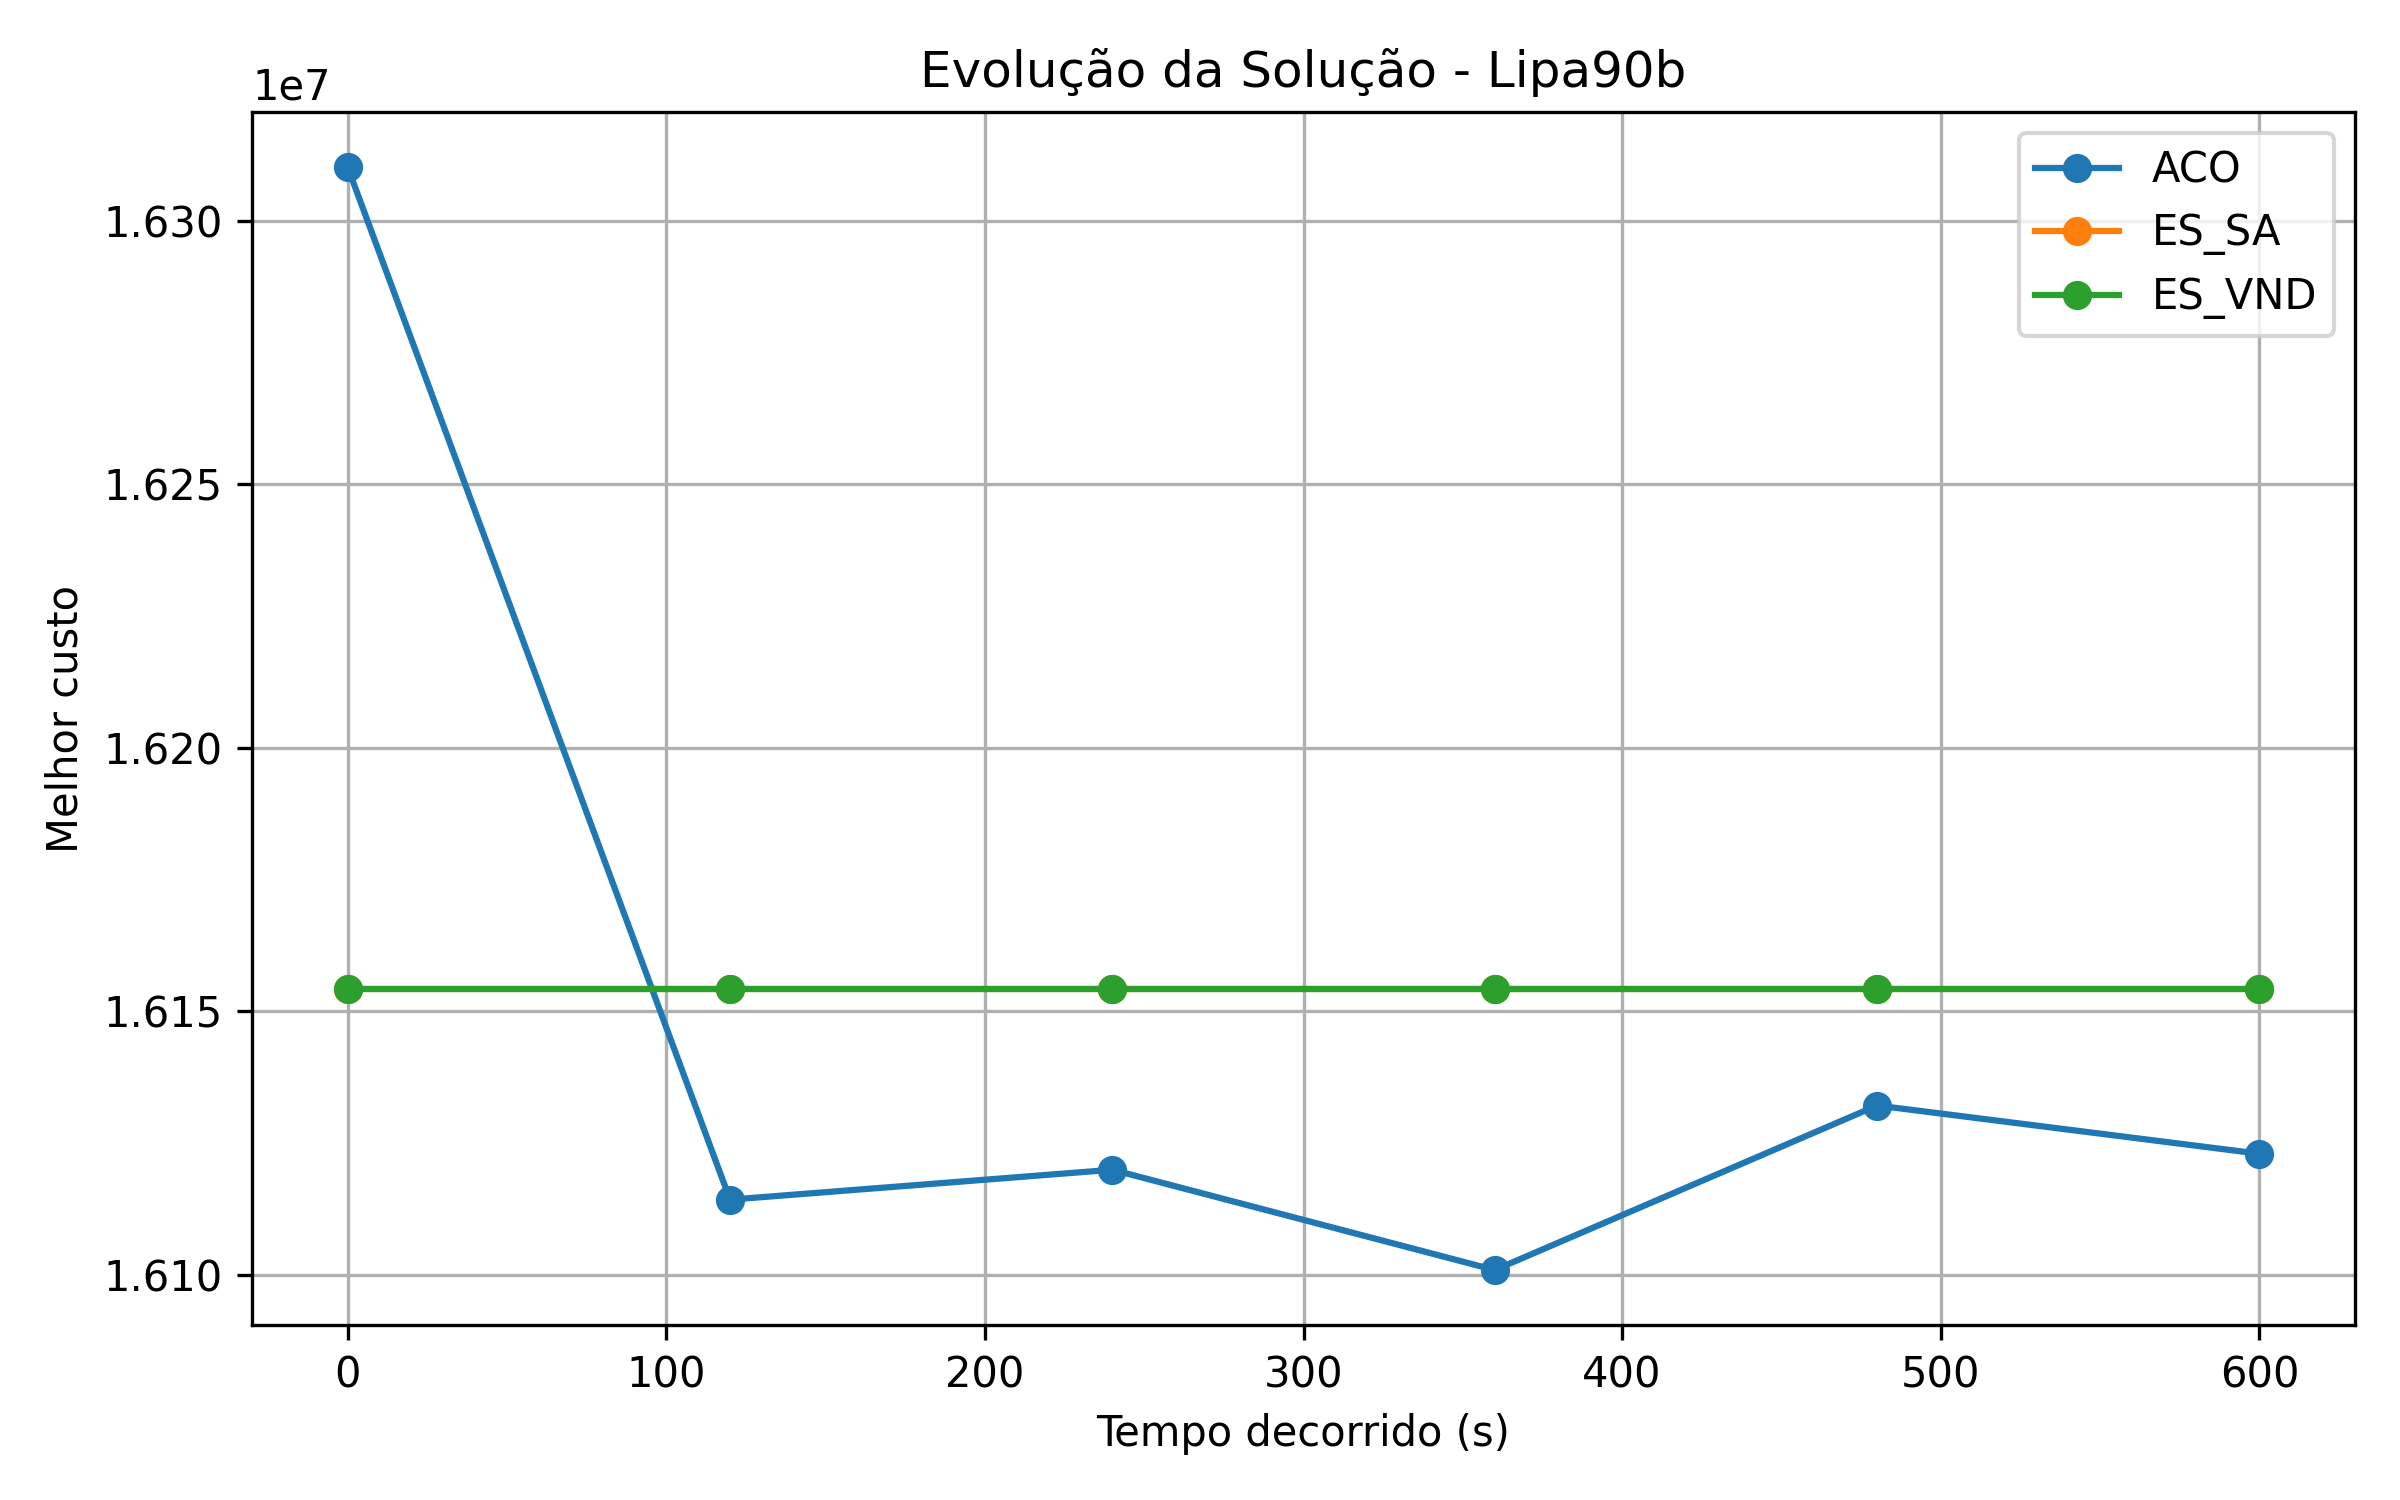 Evolução da Solução - Lipa90b
1e7
ACO
ES_SA
ES_VND
1.630
1.625
1.620
1.615
1.610
Melhor custo
0 100 200 300 400 500 600
Tempo decorrido (s)